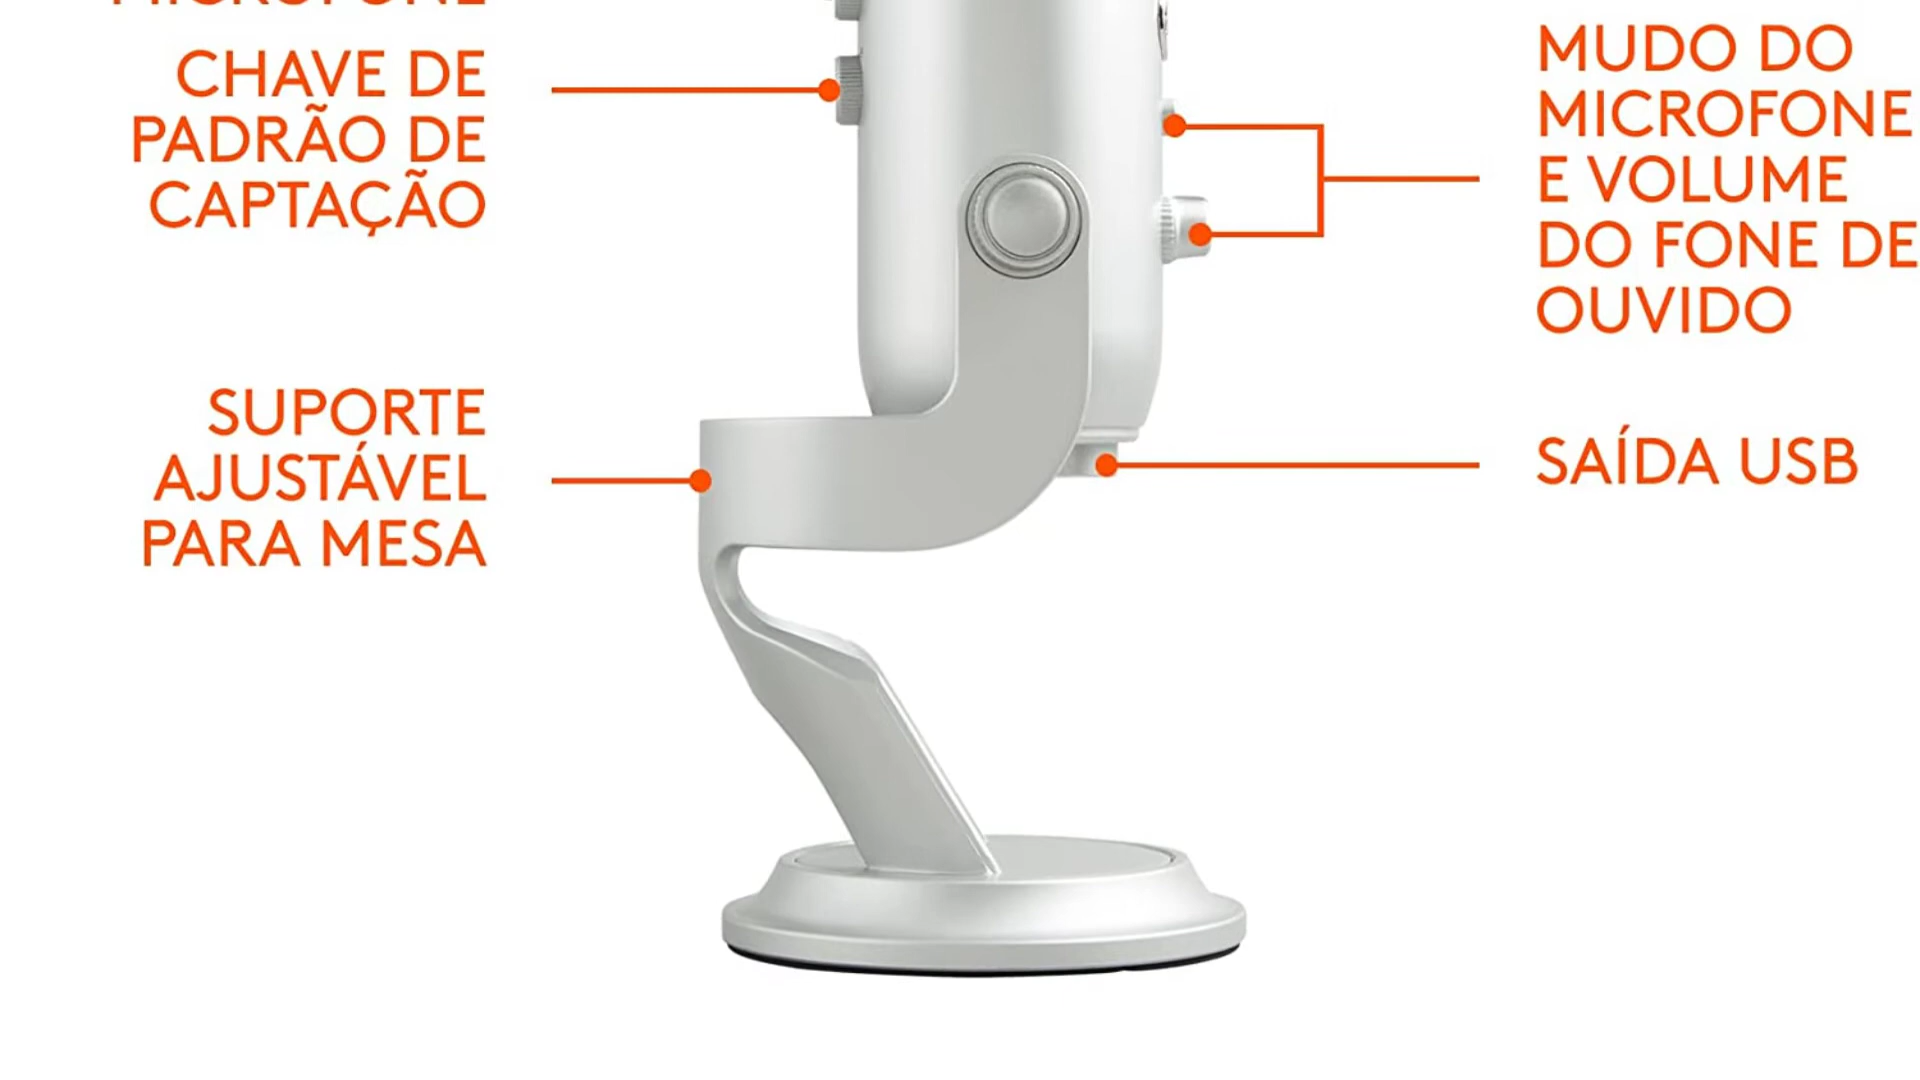 MICROFONE
CHAVE DE
PADRÃO DE
CAPTAÇÃO
SUPORTE
AJUSTÁVEL
PARA MESA
MUDO DO
MICROFONE
E VOLUME
DO FONE DE
OUVIDO
SAÍDA USB